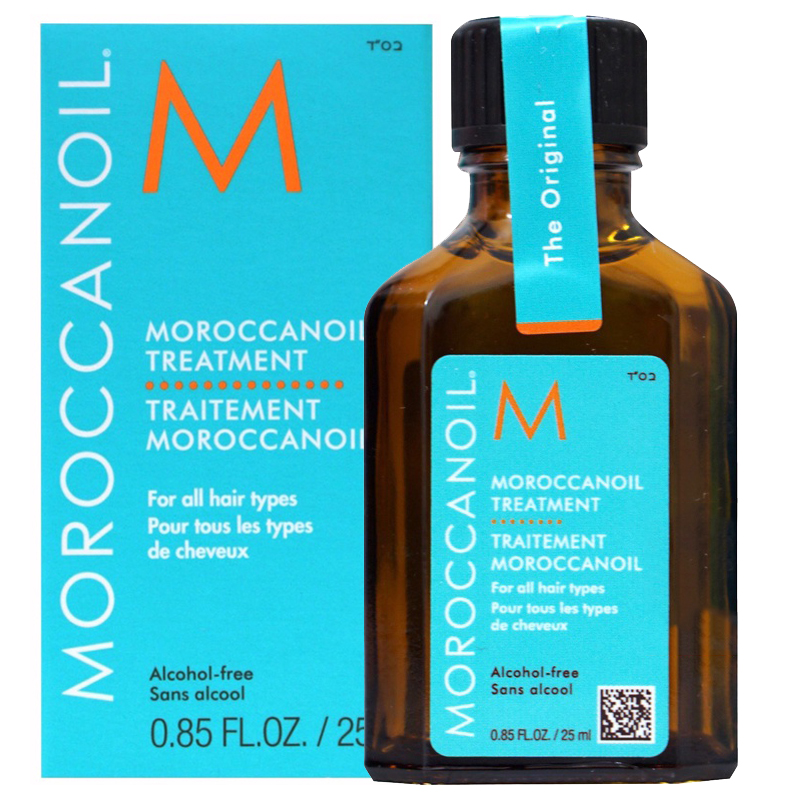 MOROCCANOIL®
בס"ד
M
MOROCCANOIL
TREATMENT
TRAITEMENT
MOROCCANOIL
For all hair types
Pour tous les types
de cheveux
Alcohol-free
Sans alcool
0.85 FL.OZ. / 25
The Original
MOROCCANOIL®
בס"ד
M
MOROCCANOIL
TREATMENT
TRAITEMENT
MOROCCANOIL
For all hair types
Pour tous les types
de cheveux
Alcohol-free
Sans alcool
0.85 FL.OZ. / 25 ml